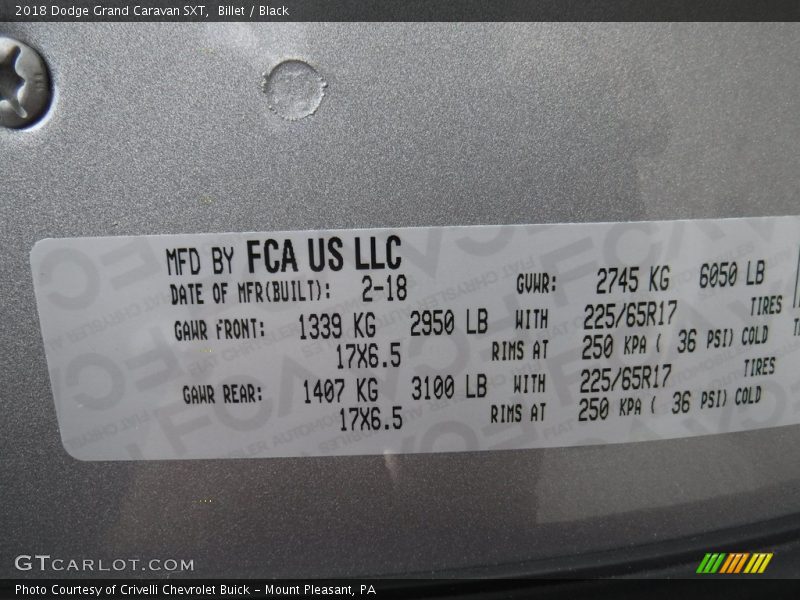 2018 Dodge Grand Caravan SXT, Billet / Black
MFD BY FCA US LLC
DATE OF MFR(BUILT): 2-18 GVWR: 2745 KG 6050 LB
GAWR FRONT: 1339 KG 2950 LB WITH 225/65R17 TIRES
17X6.5 RIMS AT 250 KPA ( 36 PSI) COLD
GAWR REAR: 1407 KG 3100 LB WITH 225/65R17 TIRES
17X6.5 RIMS AT 250 KPA ( 36 PSI) COLD
GTCARLOT.COM
Photo Courtesy of Crivelli Chevrolet Buick – Mount Pleasant, PA